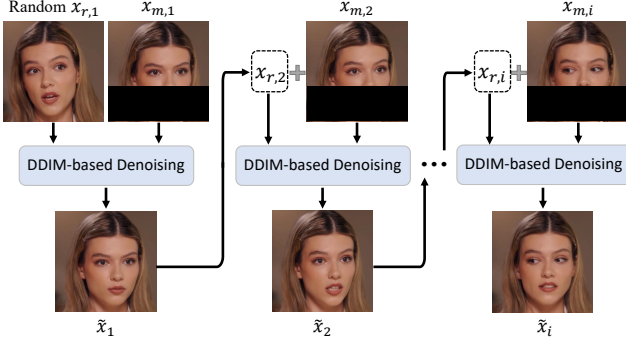 Random x_{r,1} x_{m,1} x_{m,2} x_{m,i}
x_{r,2} + x_{r,i} +
DDIM-based Denoising DDIM-based Denoising ••• DDIM-based Denoising
x̃_1 x̃_2 x̃_i